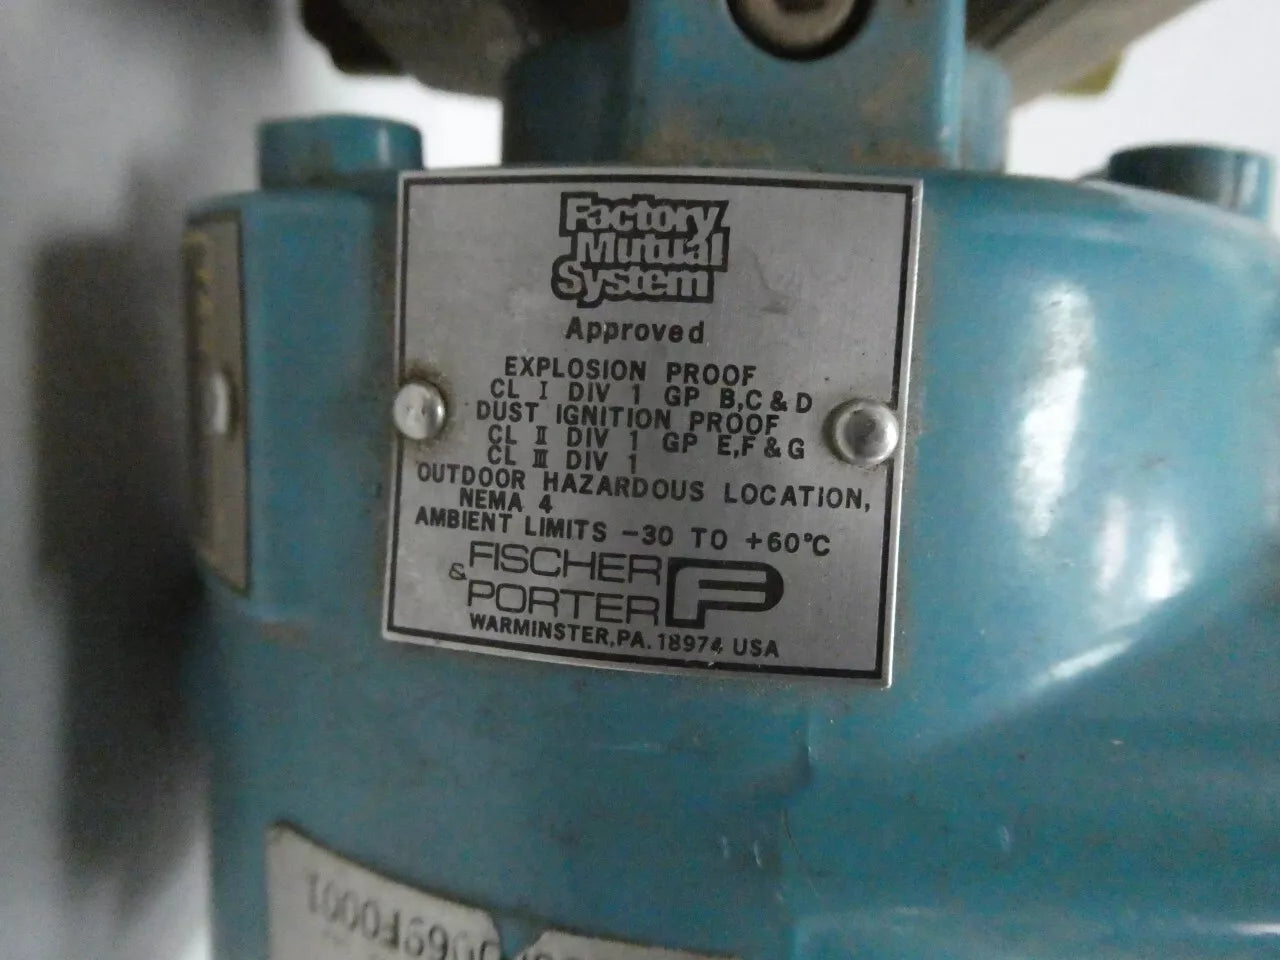 Factory
Mutual
System
Approved
EXPLOSION PROOF
CL I DIV 1 GP B,C & D
DUST IGNITION PROOF
CL II DIV 1 GP E,F & G
CL III DIV 1
OUTDOOR HAZARDOUS LOCATION,
NEMA 4
AMBIENT LIMITS -30 TO +60°C
FISCHER
& PORTER
WARMINSTER,PA. 18974 USA